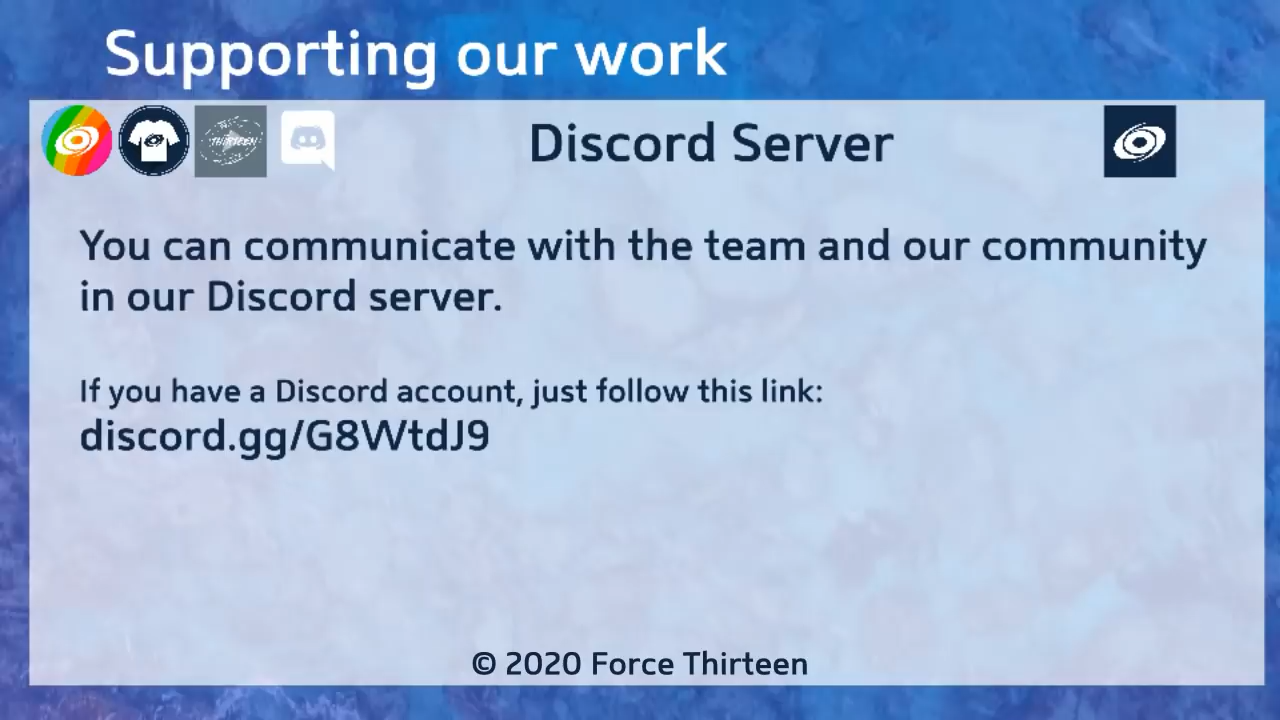 Supporting our work
THIRTEEN
Discord Server
You can communicate with the team and our community
in our Discord server.
If you have a Discord account, just follow this link:
discord.gg/G8WtdJ9
© 2020 Force Thirteen